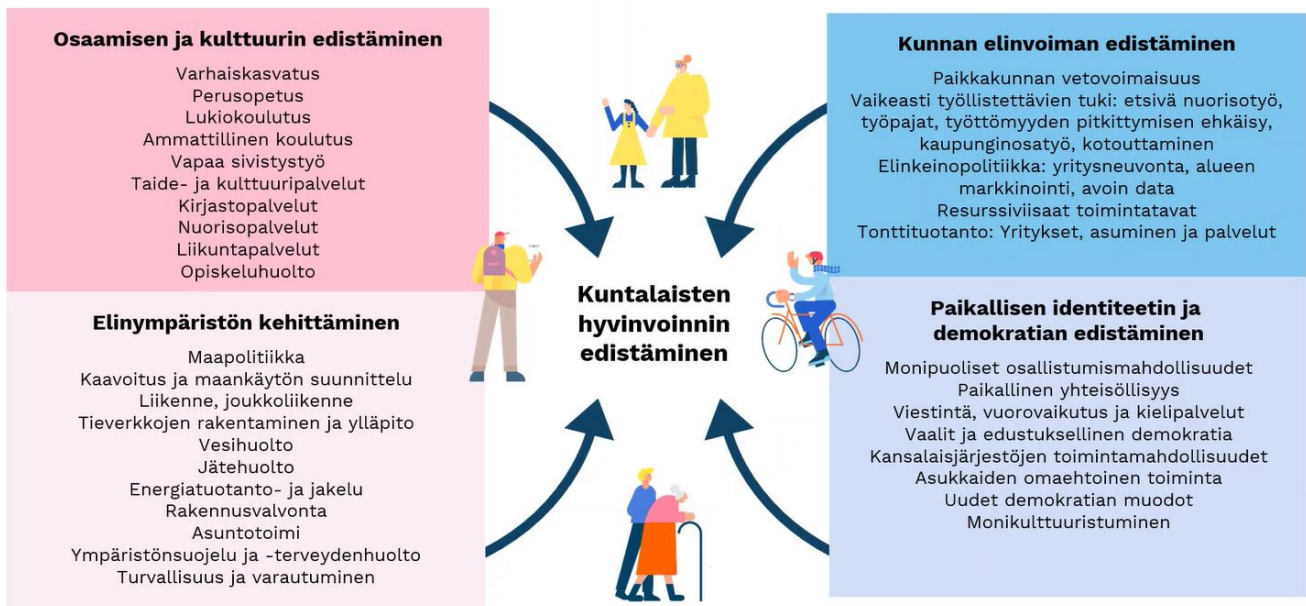 Osaamisen ja kulttuurin edistäminen
Varhaiskasvatus
Perusopetus
Lukiokoulutus
Ammattillinen koulutus
Vapaa sivistystyö
Taide- ja kulttuuripalvelut
Kirjastopalvelut
Nuorisopalvelut
Liikuntapalvelut
Opiskeluhuolto
Kunnan elinvoiman edistäminen
Paikkakunnan vetovoimaisuus
Vaikeasti työllistettävien tuki: etsivä nuorisotyö,
työpajat, työttömyyden pitkittymisen ehkäisy,
kaupunginosatyö, kotouttaminen
Elinkeinopolitiikka: yritysneuvonta, alueen
markkinointi, avoin data
Resurssiviisaat toimintatavat
Tonttituotanto: Yritykset, asuminen ja palvelut
Kuntalaisten
hyvinvoinnin
edistäminen
Elinympäristön kehittäminen
Maapolitiikka
Kaavoitus ja maankäytön suunnittelu
Liikenne, joukkoliikenne
Tieverkkojen rakentaminen ja ylläpito
Vesihuolto
Jätehuolto
Energiatuotanto- ja jakelu
Rakennusvalvonta
Asuntotoimi
Ympäristönsuojelu ja -terveydenhuolto
Turvallisuus ja varautuminen
Paikallisen identiteetin ja
demokratian edistäminen
Monipuoliset osallistumismahdollisuudet
Paikallinen yhteisöllisyys
Viestintä, vuorovaikutus ja kielipalvelut
Vaalit ja edustuksellinen demokratia
Kansalaisjärjestöjen toimintamahdollisuudet
Asukkaiden omaehtoinen toiminta
Uudet demokratian muodot
Monikulttuuristuminen